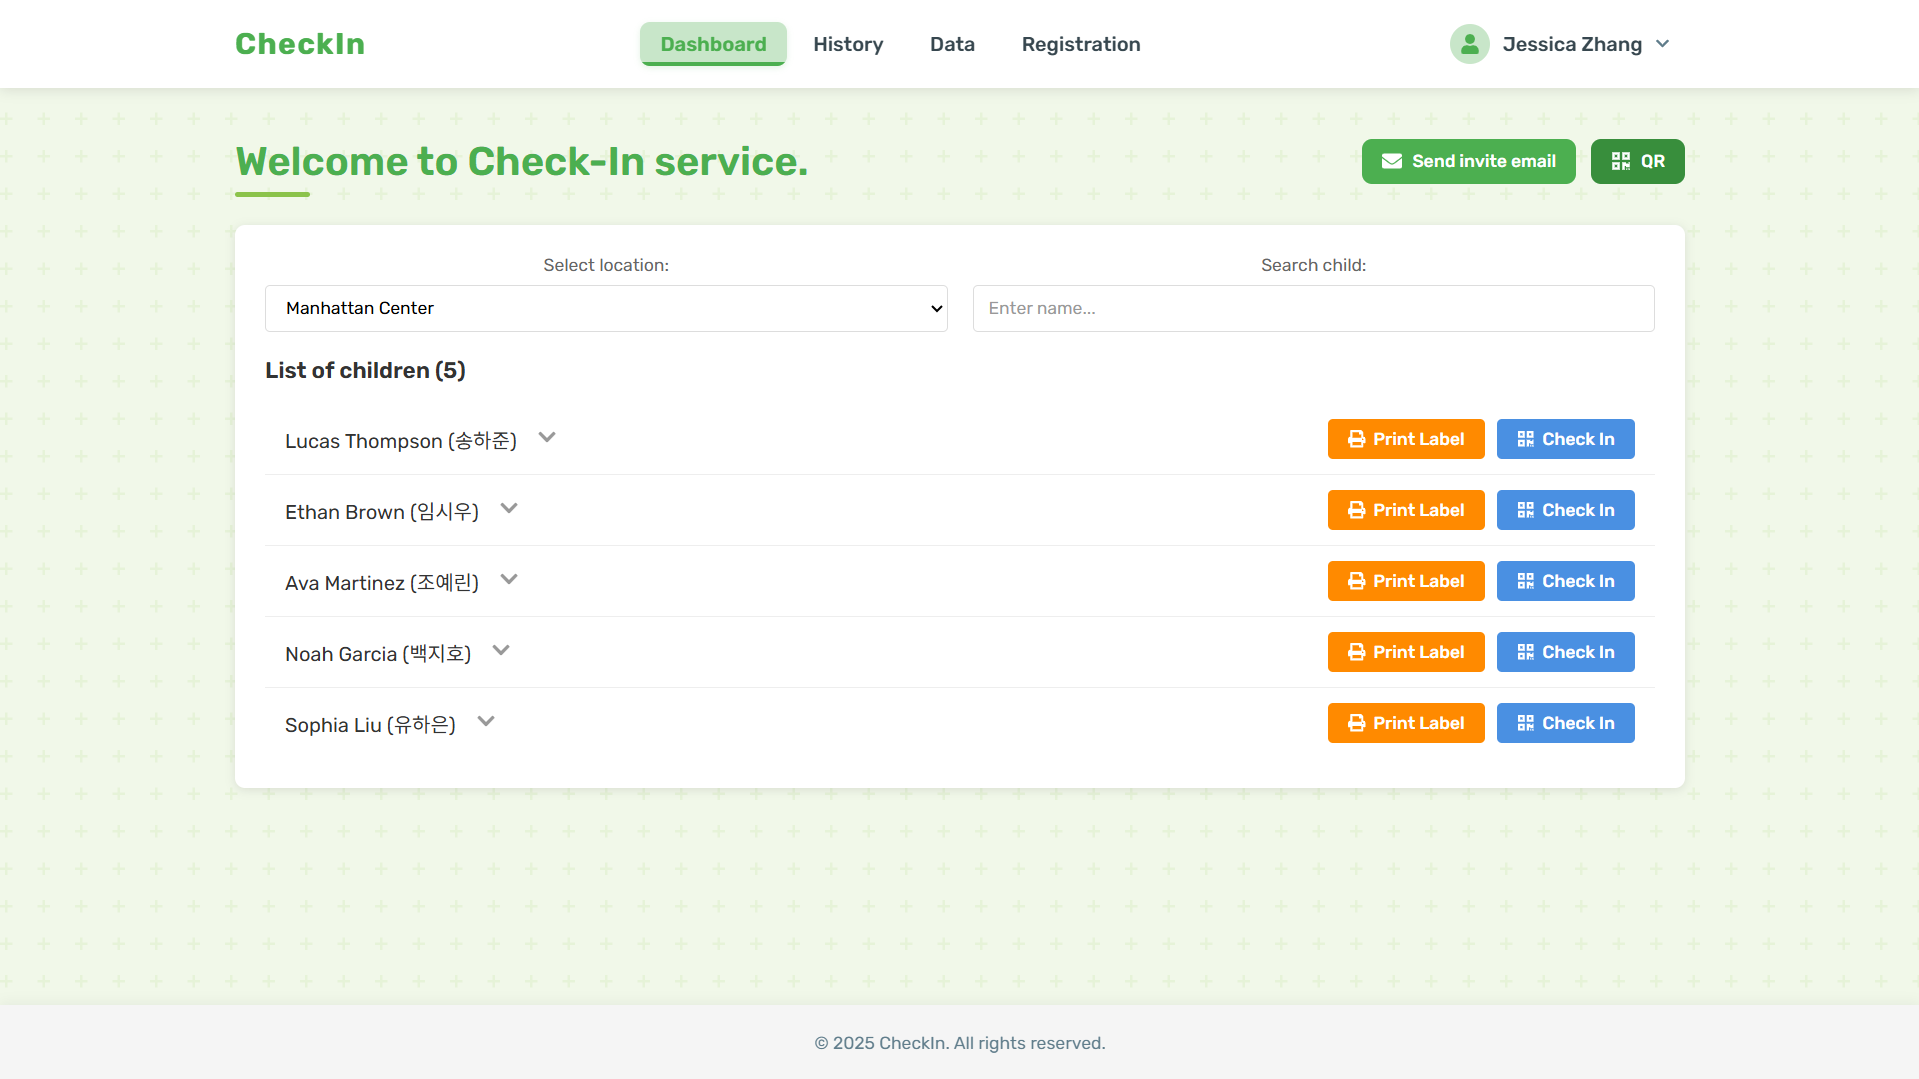 CheckIn
Dashboard
History
Data
Registration
Jessica Zhang
Welcome to Check-In service.
Send invite email
QR
Select location:
Search child:
Manhattan Center
Enter name...
List of children (5)
Lucas Thompson (송하준)
Print Label
Check In
Ethan Brown (임시우)
Print Label
Check In
Ava Martinez (조예린)
Print Label
Check In
Noah Garcia (백지호)
Print Label
Check In
Sophia Liu (유하은)
Print Label
Check In
© 2025 CheckIn. All rights reserved.